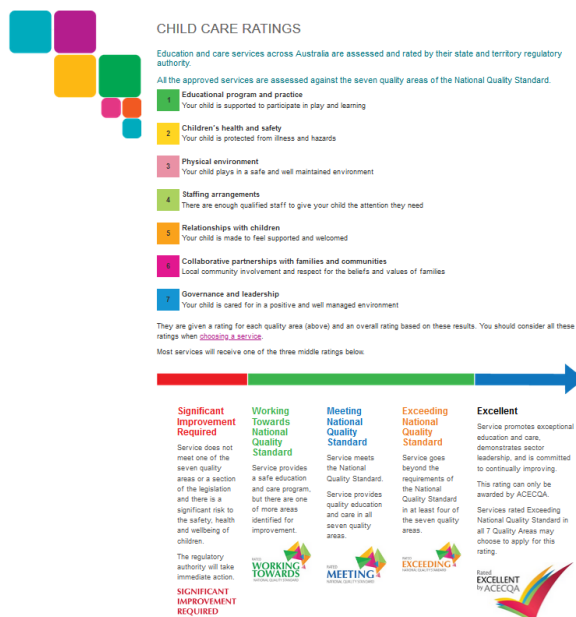 CHILD CARE RATINGS
Education and care services across Australia are assessed and rated by their state and territory regulatory
authority.
All the approved services are assessed against the seven quality areas of the National Quality Standard.
1 Educational program and practice
Your child is supported to participate in play and learning
2 Children's health and safety
Your child is protected from illness and hazards
3 Physical environment
Your child plays in a safe and well maintained environment
4 Staffing arrangements
There are enough qualified staff to give your child the attention they need
5 Relationships with children
Your child is made to feel supported and welcomed
6 Collaborative partnerships with families and communities
Local community involvement and respect for the beliefs and values of families
7 Governance and leadership
Your child is cared for in a positive and well managed environment
They are given a rating for each quality area (above) and an overall rating based on these results. You should consider all these
ratings when choosing a service.
Most services will receive one of the three middle ratings below.
Significant
Improvement
Required
Service does not
meet one of the
seven quality
areas or a section
of the legislation
and there is a
significant risk to
the safety, health
and wellbeing of
children.
The regulatory
authority will take
immediate action.
SIGNIFICANT
IMPROVEMENT
REQUIRED
Working
Towards
National
Quality
Standard
Service provides
a safe education
and care program,
but there are one
of more areas
identified for
improvement.
RATED
WORKING
TOWARDS
NATIONAL QUALITY STANDARD
Meeting
National
Quality
Standard
Service meets
the National
Quality Standard.
Service provides
quality education
and care in all
seven quality
areas.
RATED
MEETING
NATIONAL QUALITY STANDARD
Exceeding
National
Quality
Standard
Service goes
beyond the
requirements of
the National
Quality Standard
in at least four of
the seven quality
areas.
RATED
EXCEEDING
NATIONAL QUALITY STANDARD
Excellent
Service promotes exceptional
education and care,
demonstrates sector
leadership, and is committed
to continually improving.
This rating can only be
awarded by ACECQA.
Services rated Exceeding
National Quality Standard in
all 7 Quality Areas may
choose to apply for this
rating.
Rated
EXCELLENT
by ACECQA